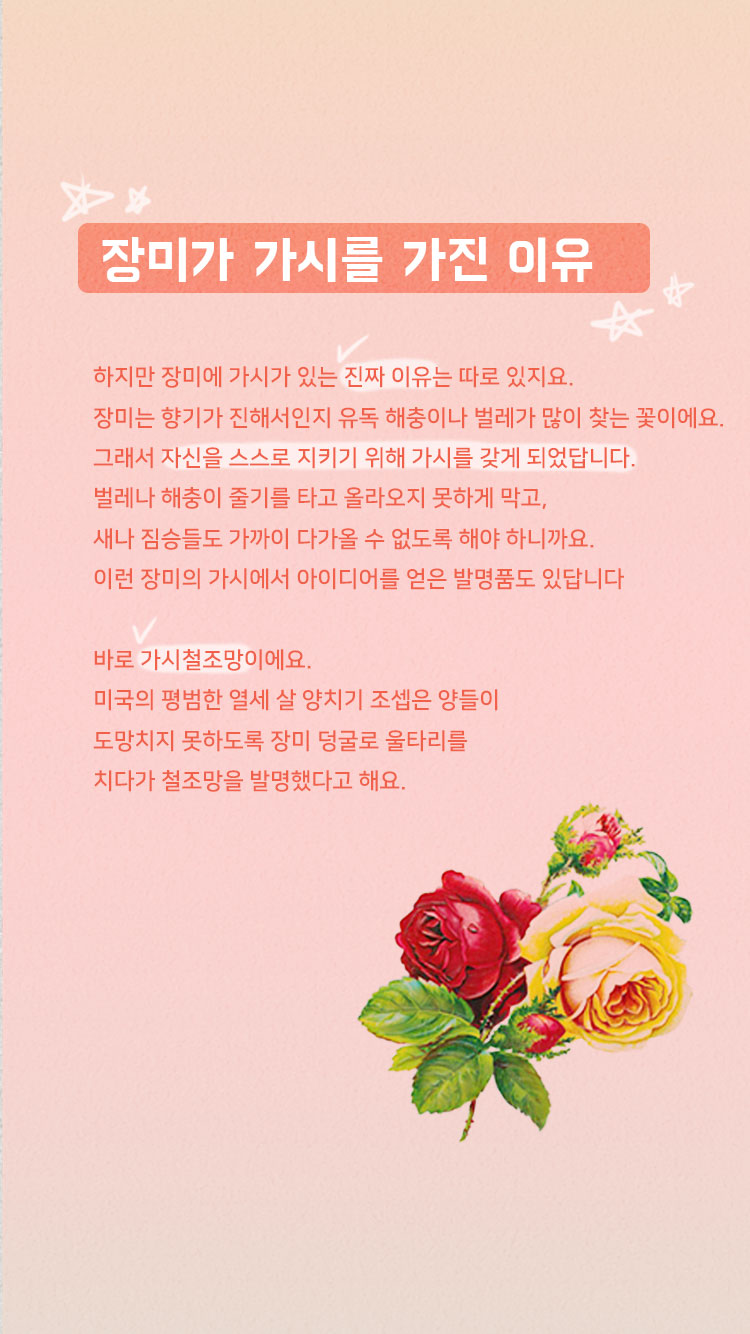 장미가 가시를 가진 이유
하지만 장미에 가시가 있는 진짜 이유는 따로 있지요.
장미는 향기가 진해서인지 유독 해충이나 벌레가 많이 찾는 꽃이에요.
그래서 자신을 스스로 지키기 위해 가시를 갖게 되었답니다.
벌레나 해충이 줄기를 타고 올라오지 못하게 막고,
새나 짐승들도 가까이 다가올 수 없도록 해야 하니까요.
이런 장미의 가시에서 아이디어를 얻은 발명품도 있답니다
바로 가시철조망이에요.
미국의 평범한 열세 살 양치기 조셉은 양들이
도망치지 못하도록 장미 덩굴로 울타리를
치다가 철조망을 발명했다고 해요.